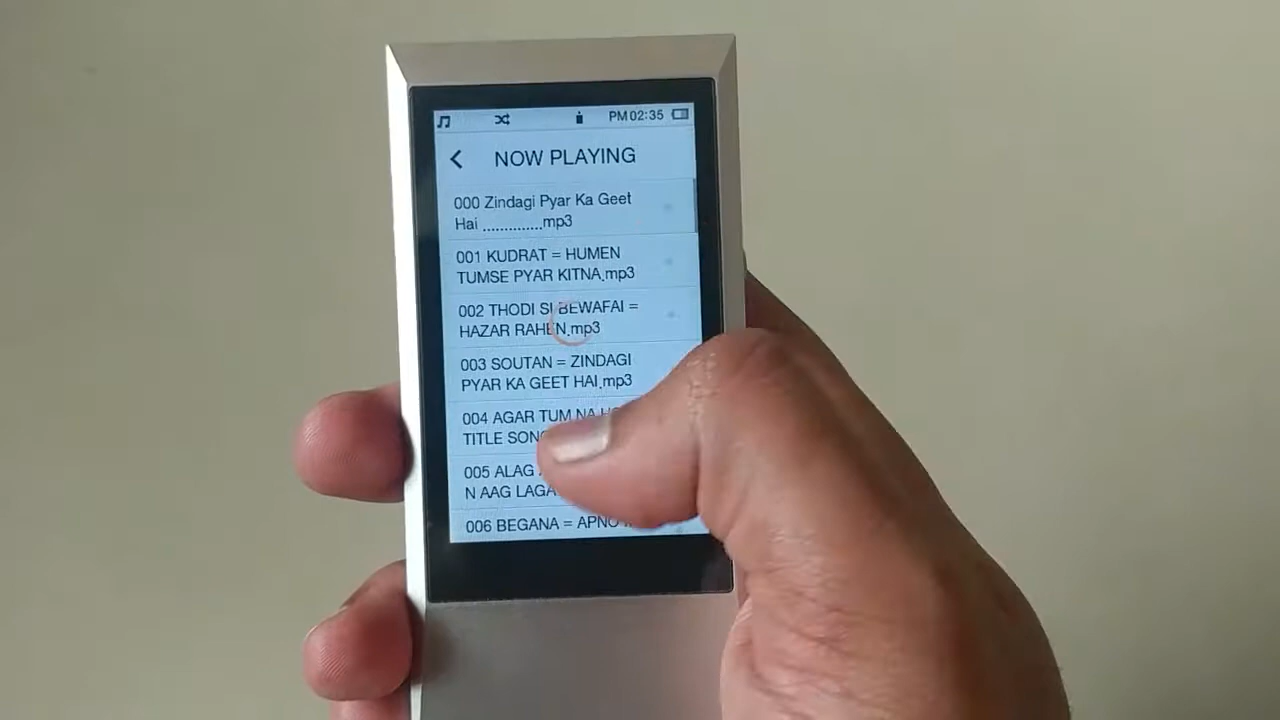 PM 02:35
NOW PLAYING
000 Zindagi Pyar Ka Geet
Hai ..............mp3
001 KUDRAT = HUMEN
TUMSE PYAR KITNA.mp3
002 THODI SI BEWAFAI =
HAZAR RAHEN.mp3
003 SOUTAN = ZINDAGI
PYAR KA GEET HAI.mp3
004 AGAR TUM NA
TITLE SONG
005 ALAG
N AAG LAGA
006 BEGANA = APNO